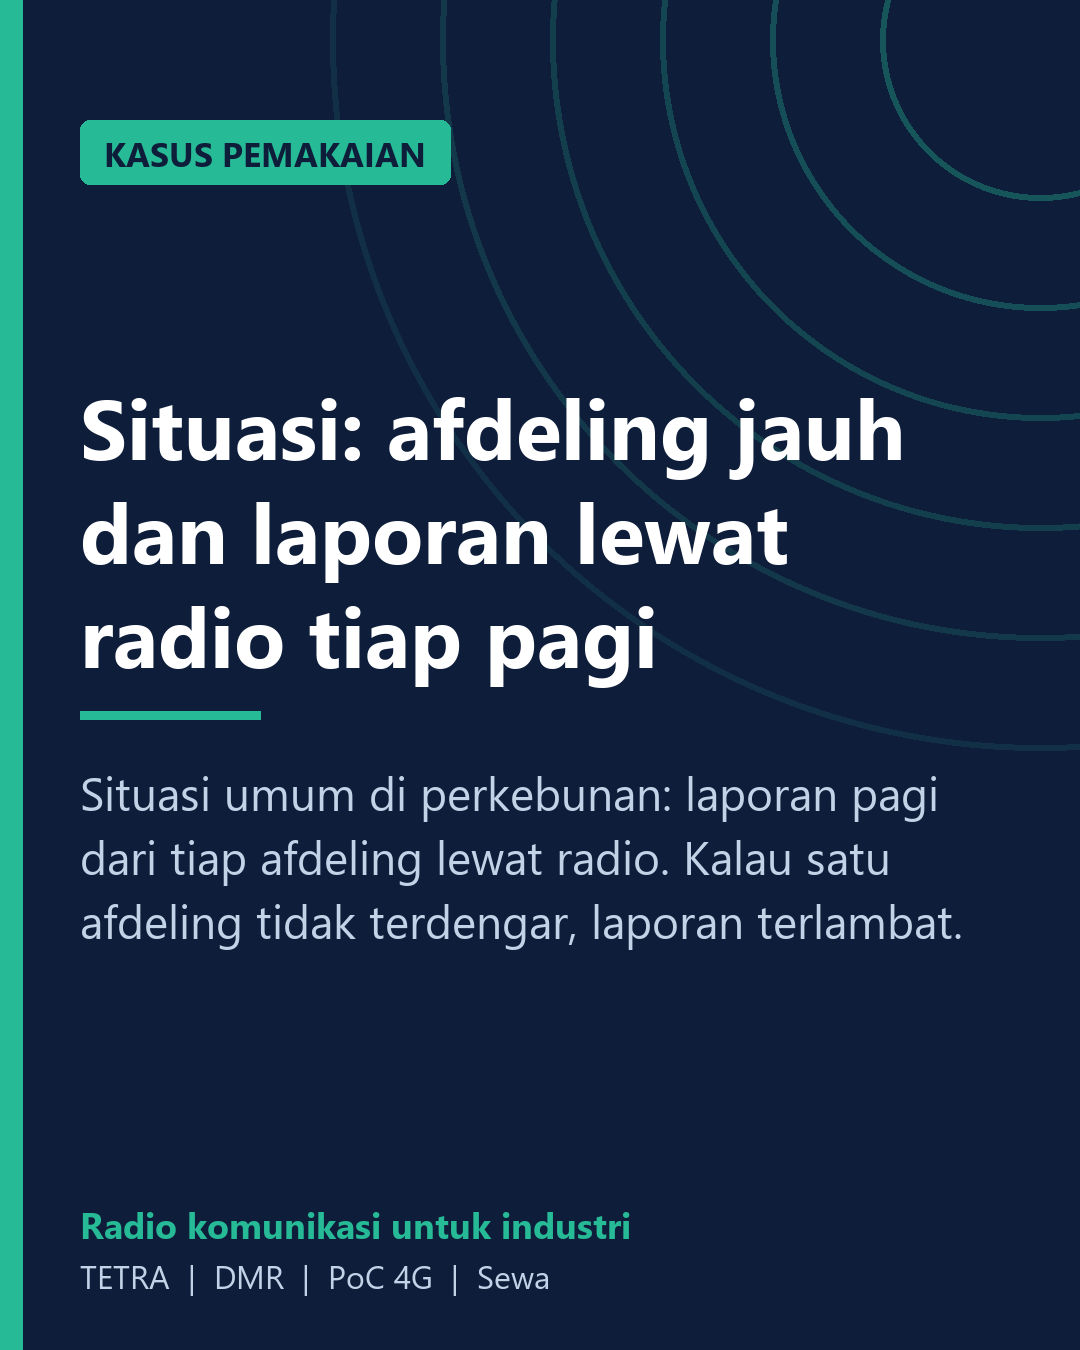 KASUS PEMAKAIAN
Situasi: afdeling jauh
dan laporan lewat
radio tiap pagi
Situasi umum di perkebunan: laporan pagi
dari tiap afdeling lewat radio. Kalau satu
afdeling tidak terdengar, laporan terlambat.
Radio komunikasi untuk industri
TETRA | DMR | PoC 4G | Sewa